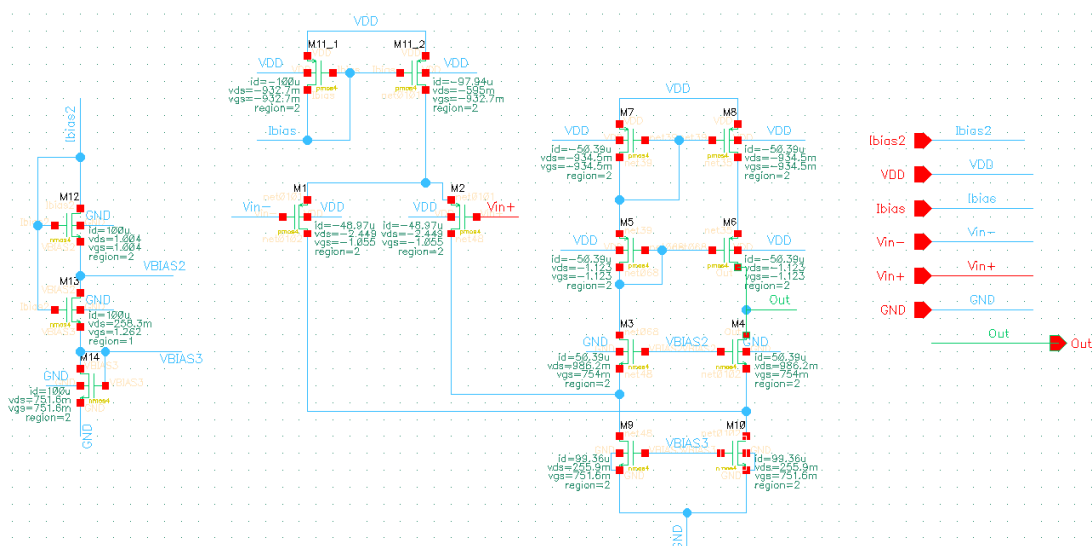 VDD
M11_1
M11_2
VDD
VDD
id=-100u
vds=-932.7m
vgs=-932.7m
region=2
id=-97.94u
vds=-595m
vgs=-932.7m
region=2
Ibias
Ibias2
VDD
M7
M8
VDD
VDD
id=-50.39u
vds=-934.5m
vgs=-934.5m
region=2
id=-50.39u
vds=-934.5m
vgs=-934.5m
region=2
Ibias2
Ibias2
VDD
VDD
Ibias
Ibias
Vin-
Vin-
Vin+
Vin+
GND
GND
Out
Out
M12
GND
id=100u
vds=1.004
vgs=1.004
region=2
M1
M2
Vin-
VDD
VDD
Vin+
id=-48.97u
vds=-2.449
vgs=-1.055
region=2
id=-48.97u
vds=-2.449
vgs=-1.055
region=2
M5
M6
VDD
VDD
id=-50.39u
vds=-1.123
vgs=-1.123
region=2
id=-50.39u
vds=-1.123
vgs=-1.123
region=2
VBIAS2
M13
GND
id=100u
vds=258.3m
vgs=1.262
region=1
Out
M3
M4
GND
VBIAS2
GND
id=50.39u
vds=986.2m
vgs=754m
region=2
id=50.39u
vds=986.2m
vgs=754m
region=2
VBIAS3
M14
GND
id=100u
vds=751.6m
vgs=751.6m
region=2
GND
M9
M10
VBIAS3
id=99.36u
vds=255.9m
vgs=751.6m
region=2
id=99.36u
vds=255.9m
vgs=751.6m
region=2
GND